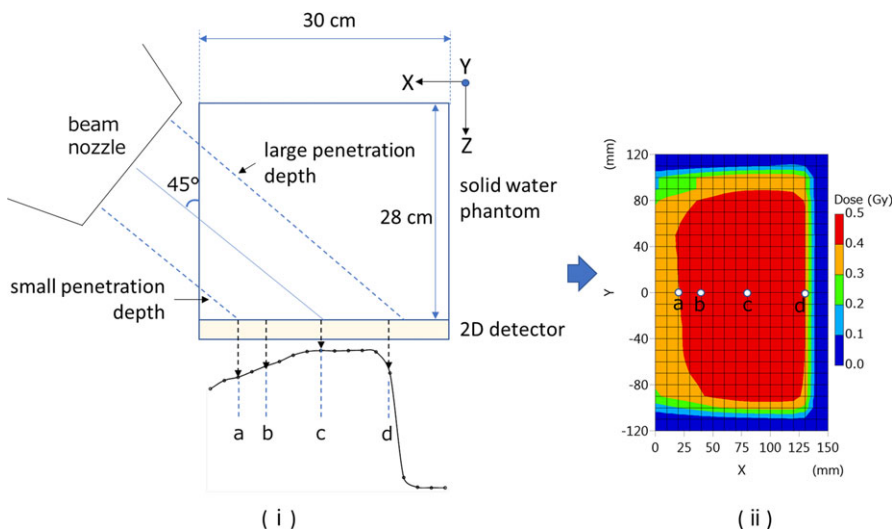 30 cm
Y
X
Z
beam
nozzle
large penetration
depth
45°
solid water
phantom
28 cm
small penetration
depth
2D detector
a b c d
( i )
(mm)
120
80
40
0
-40
-80
-120
Y
a b c d
0 25 50 75 100 125 150
X (mm)
Dose (Gy)
0.5
0.4
0.3
0.2
0.1
0.0
( ii )